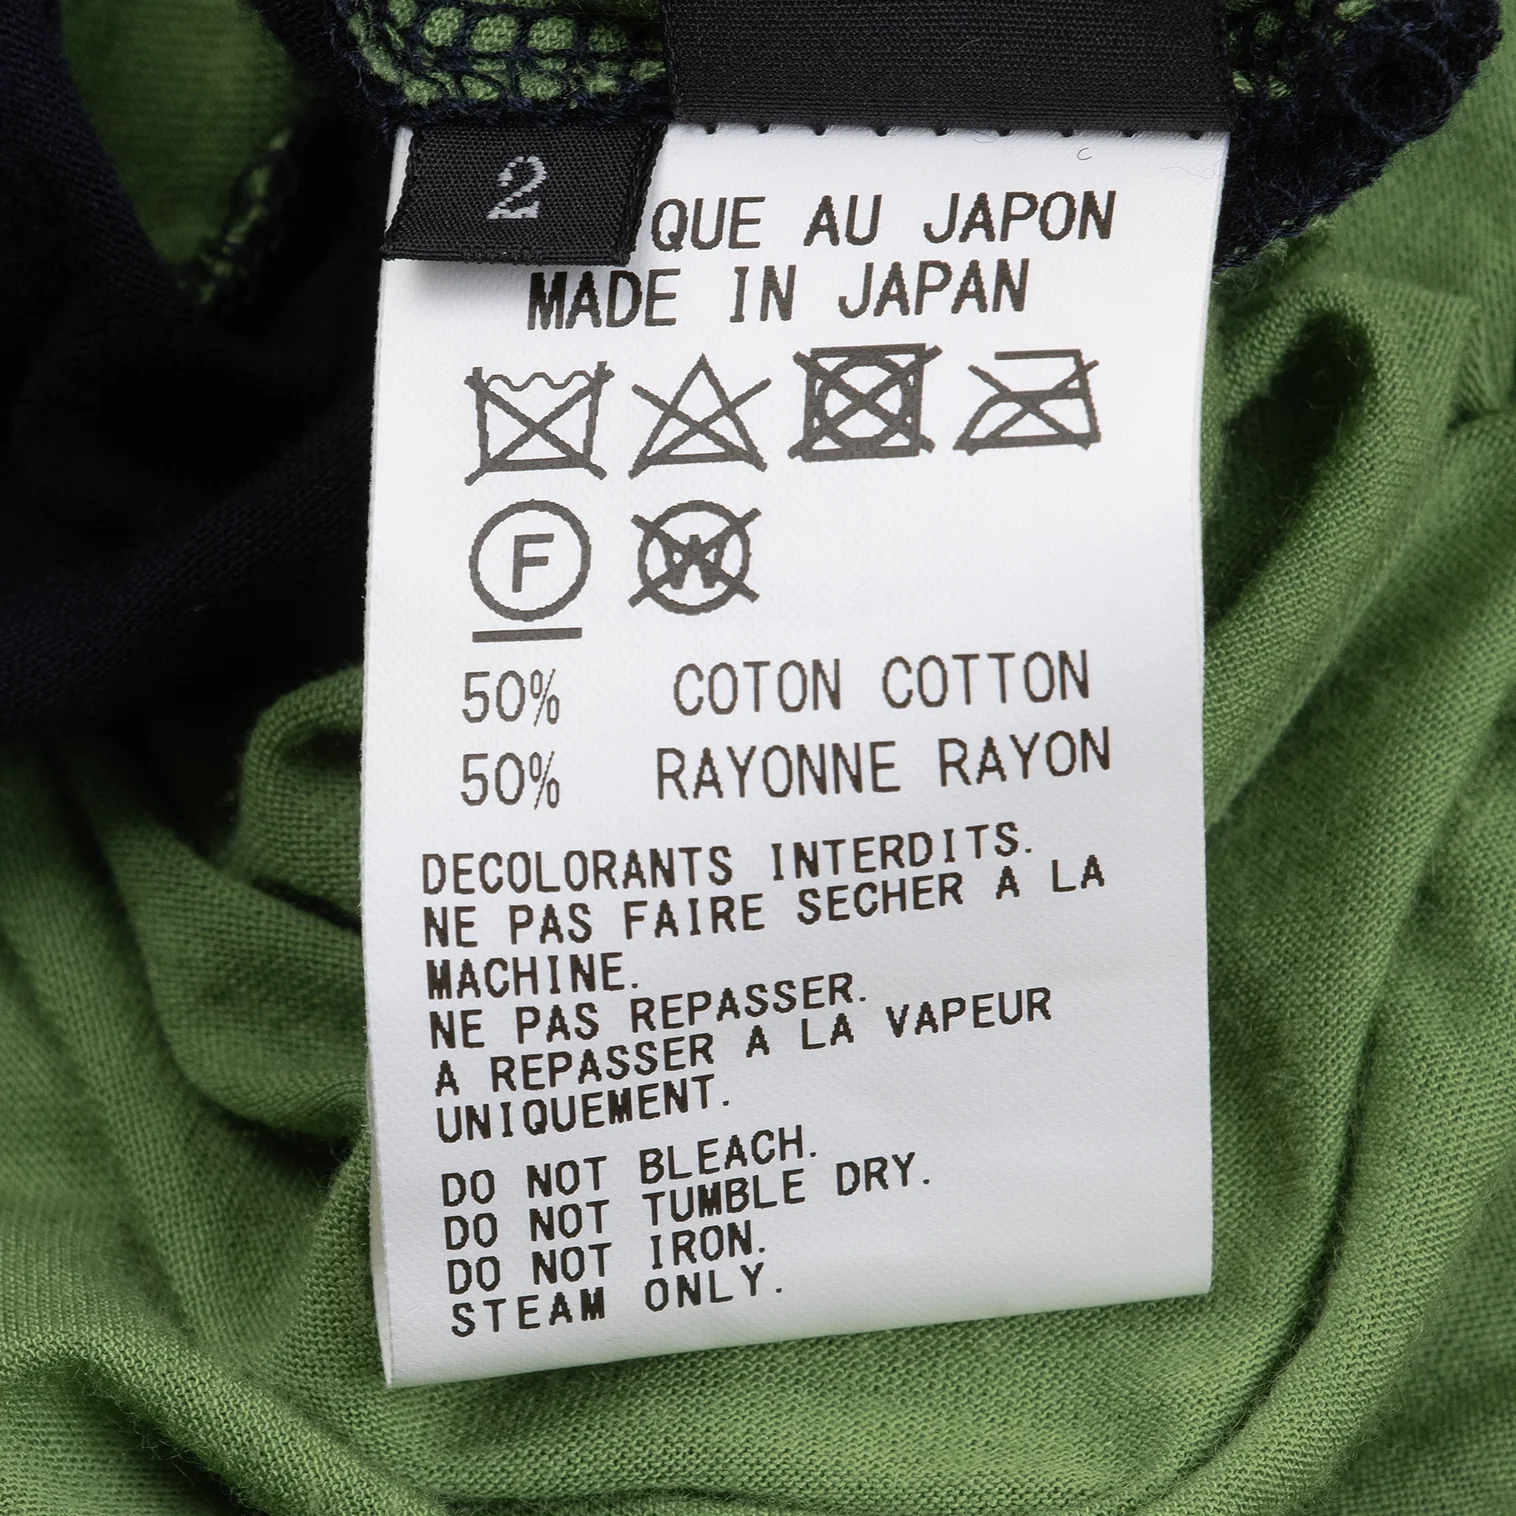 2
QUE AU JAPON
MADE IN JAPAN
F
W
50% COTON COTTON
50% RAYONNE RAYON
DECOLORANTS INTERDITS.
NE PAS FAIRE SECHER A LA
MACHINE.
NE PAS REPASSER.
A REPASSER A LA VAPEUR
UNIQUEMENT.
DO NOT BLEACH.
DO NOT TUMBLE DRY.
DO NOT IRON.
STEAM ONLY.